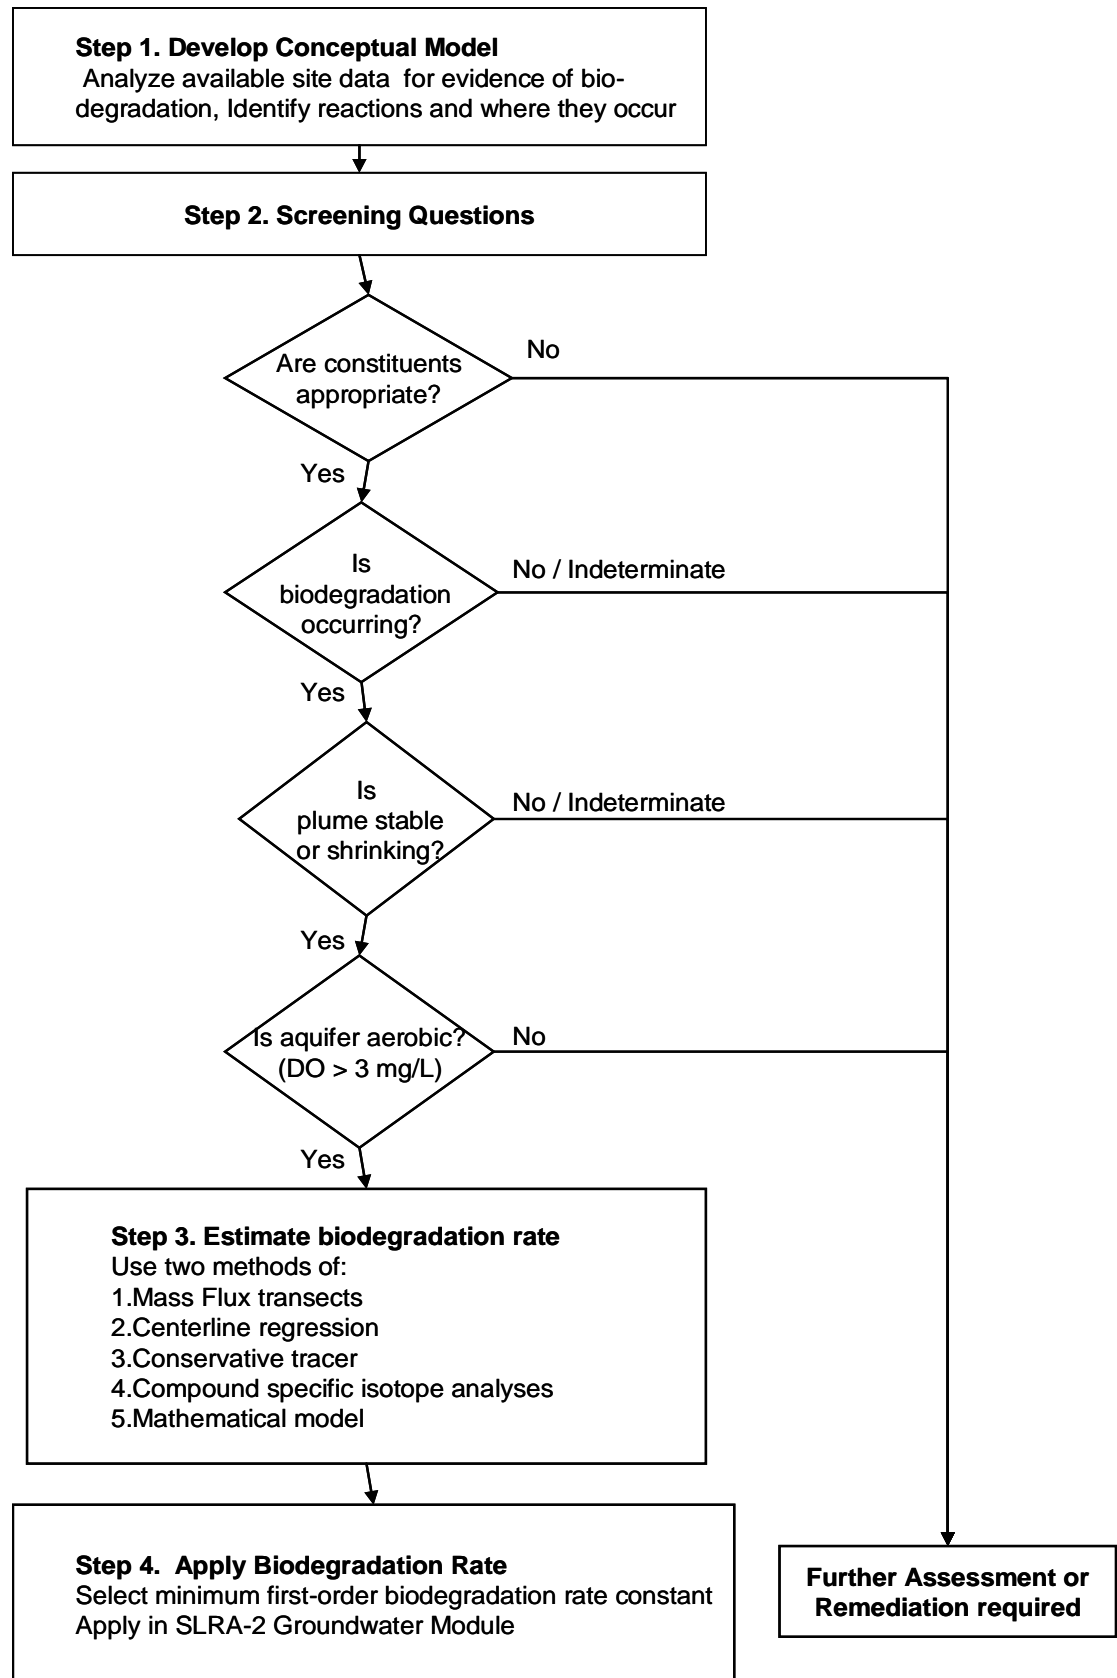 Step 1. Develop Conceptual Model
Analyze available site data for evidence of bio-
degradation, Identify reactions and where they occur
Step 2. Screening Questions
Are constituents
appropriate?
No
Yes
Is
biodegradation
occurring?
No / Indeterminate
Yes
Is
plume stable
or shrinking?
No / Indeterminate
Yes
Is aquifer aerobic?
(DO > 3 mg/L)
No
Yes
Step 3. Estimate biodegradation rate
Use two methods of:
1.Mass Flux transects
2.Centerline regression
3.Conservative tracer
4.Compound specific isotope analyses
5.Mathematical model
Step 4. Apply Biodegradation Rate
Select minimum first-order biodegradation rate constant
Apply in SLRA-2 Groundwater Module
Further Assessment or
Remediation required